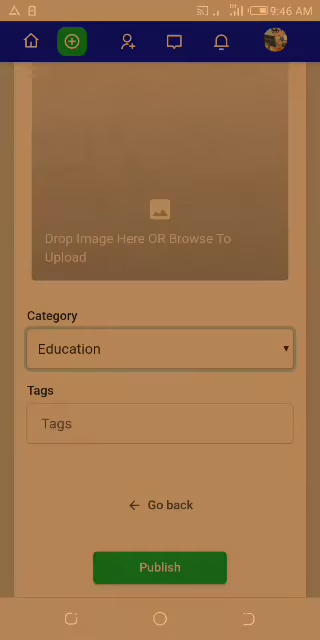 9:46 AM
Drop Image Here OR Browse To
Upload
Category
Education
Tags
Tags
Go back
Publish